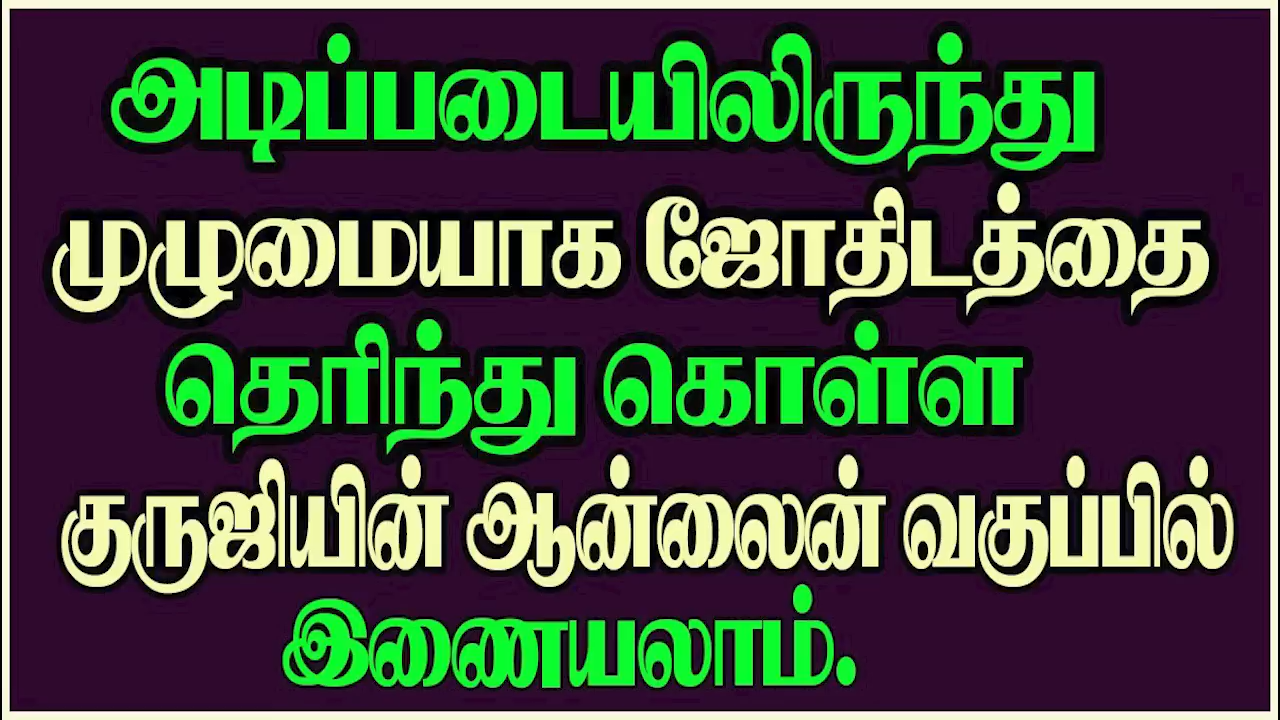 அடிப்படையிலிருந்து
முழுமையாக ஜோதிடத்தை
தெரிந்து கொள்ள
குருஜியின் ஆன்லைன் வகுப்பில்
இணையலாம்.